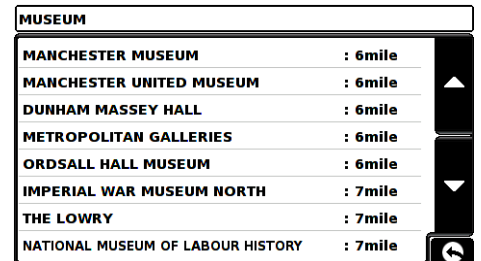 MUSEUM
MANCHESTER MUSEUM : 6mile
MANCHESTER UNITED MUSEUM : 6mile
DUNHAM MASSEY HALL : 6mile
METROPOLITAN GALLERIES : 6mile
ORDSALL HALL MUSEUM : 6mile
IMPERIAL WAR MUSEUM NORTH : 7mile
THE LOWRY : 7mile
NATIONAL MUSEUM OF LABOUR HISTORY : 7mile